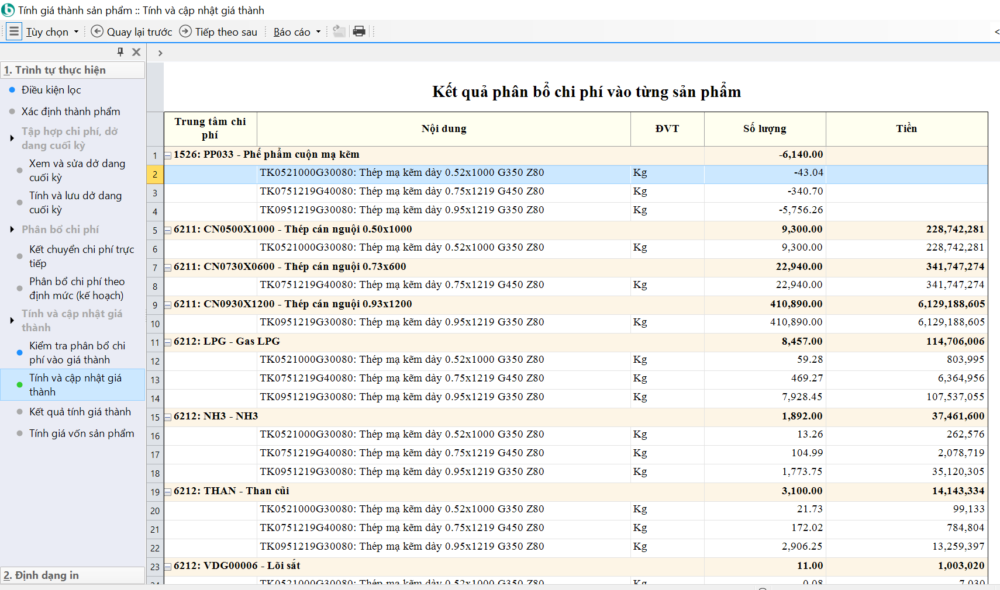 Tính giá thành sản phẩm :: Tính và cập nhật giá thành
Tùy chọn Quay lại trước Tiếp theo sau Báo cáo
1. Trình tự thực hiện
Điều kiện lọc
Xác định thành phẩm
Tập hợp chi phí, dở
dang cuối kỳ
Xem và sửa dở dang
cuối kỳ
Tính và lưu dở dang
cuối kỳ
Phân bổ chi phí
Kết chuyển chi phí trực
tiếp
Phân bổ chi phí theo
định mức (kế hoạch)
Tính và cập nhật giá
thành
Kiểm tra phân bổ chi
phí vào giá thành
Tính và cập nhật giá
thành
Kết quả tính giá thành
Tính giá vốn sản phẩm
2. Định dạng in
Kết quả phân bổ chi phí vào từng sản phẩm
Trung tâm chi
phí
Nội dung ĐVT Số lượng Tiền
1 1526: PP033 - Phế phẩm cuộn mạ kẽm -6,140.00
2 TK0521000G30080: Thép mạ kẽm dày 0.52x1000 G350 Z80 Kg -43.04
3 TK0751219G40080: Thép mạ kẽm dày 0.75x1219 G450 Z80 Kg -340.70
4 TK0951219G30080: Thép mạ kẽm dày 0.95x1219 G350 Z80 Kg -5,756.26
5 6211: CN0500X1000 - Thép cán nguội 0.50x1000 9,300.00 228,742,281
6 TK0521000G30080: Thép mạ kẽm dày 0.52x1000 G350 Z80 Kg 9,300.00 228,742,281
7 6211: CN0730X0600 - Thép cán nguội 0.73x600 22,940.00 341,747,274
8 TK0751219G40080: Thép mạ kẽm dày 0.75x1219 G450 Z80 Kg 22,940.00 341,747,274
9 6211: CN0930X1200 - Thép cán nguội 0.93x1200 410,890.00 6,129,188,605
10 TK0951219G30080: Thép mạ kẽm dày 0.95x1219 G350 Z80 Kg 410,890.00 6,129,188,605
11 6212: LPG - Gas LPG 8,457.00 114,706,006
12 TK0521000G30080: Thép mạ kẽm dày 0.52x1000 G350 Z80 Kg 59.28 803,995
13 TK0751219G40080: Thép mạ kẽm dày 0.75x1219 G450 Z80 Kg 469.27 6,364,956
14 TK0951219G30080: Thép mạ kẽm dày 0.95x1219 G350 Z80 Kg 7,928.45 107,537,055
15 6212: NH3 - NH3 1,892.00 37,461,600
16 TK0521000G30080: Thép mạ kẽm dày 0.52x1000 G350 Z80 Kg 13.26 262,576
17 TK0751219G40080: Thép mạ kẽm dày 0.75x1219 G450 Z80 Kg 104.99 2,078,719
18 TK0951219G30080: Thép mạ kẽm dày 0.95x1219 G350 Z80 Kg 1,773.75 35,120,305
19 6212: THAN - Than củi 3,100.00 14,143,334
20 TK0521000G30080: Thép mạ kẽm dày 0.52x1000 G350 Z80 Kg 21.73 99,133
21 TK0751219G40080: Thép mạ kẽm dày 0.75x1219 G450 Z80 Kg 172.02 784,804
22 TK0951219G30080: Thép mạ kẽm dày 0.95x1219 G350 Z80 Kg 2,906.25 13,259,397
23 6212: VDG00006 - Lõi sắt 11.00 1,003,020
24 TK0521000G30080: Thép mạ kẽm dày 0.52x1000 G350 Z80 Kg 0.08 7,030